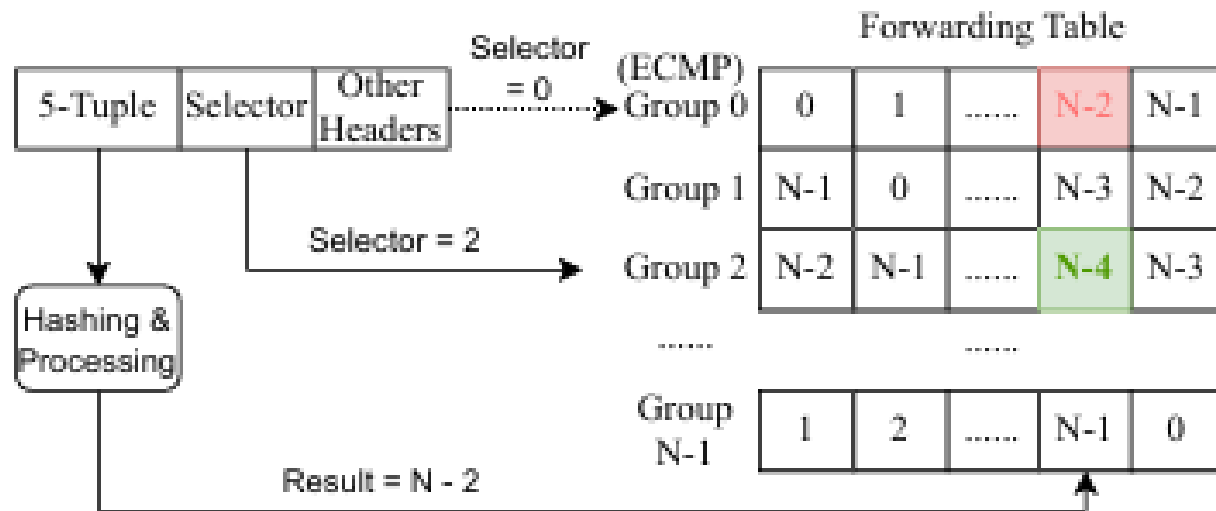 Forwarding Table
5-Tuple
Selector
Other
Headers
Selector
= 0
(ECMP)
Group 0
0 1 ...... N-2 N-1
Group 1
N-1 0 ...... N-3 N-2
Selector = 2
Group 2
N-2 N-1 ...... N-4 N-3
Hashing &
Processing
...... ......
Group
N-1
1 2 ...... N-1 0
Result = N - 2